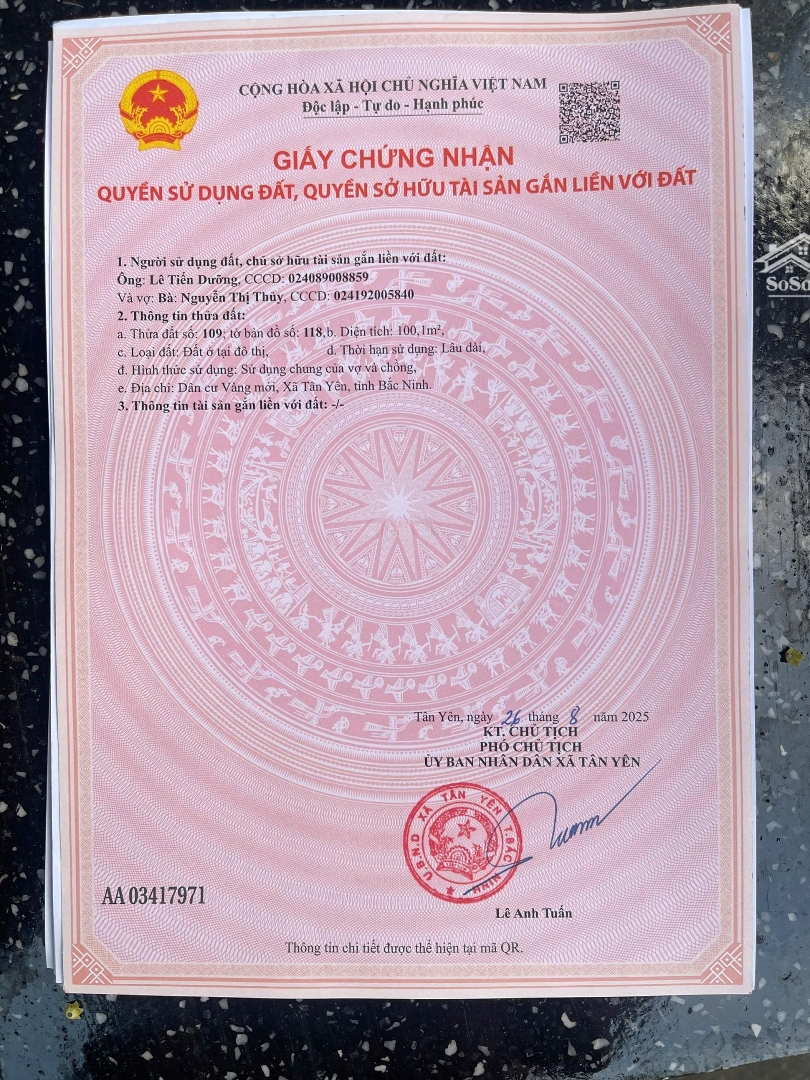 CỘNG HÒA XÃ HỘI CHỦ NGHĨA VIỆT NAM
Độc lập - Tự do - Hạnh phúc
GIẤY CHỨNG NHẬN
QUYỀN SỬ DỤNG ĐẤT, QUYỀN SỞ HỮU TÀI SẢN GẮN LIỀN VỚI ĐẤT
1. Người sử dụng đất, chủ sở hữu tài sản gắn liền với đất:
Ông: Lê Tiến Dưỡng, CCCD: 024089008859
Và vợ: Bà: Nguyễn Thị Thủy, CCCD: 024192005840
2. Thông tin thửa đất:
a. Thửa đất số: 109; tờ bản đồ số: 118, b. Diện tích: 100,1m²,
c. Loại đất: Đất ở tại đô thị, d. Thời hạn sử dụng: Lâu dài,
đ. Hình thức sử dụng: Sử dụng chung của vợ và chồng,
e. Địa chỉ: Dân cư Vàng mới, Xã Tân Yên, tỉnh Bắc Ninh.
3. Thông tin tài sản gắn liền với đất: -/-
Tân Yên, ngày 26 tháng 8 năm 2025
KT. CHỦ TỊCH
PHÓ CHỦ TỊCH
ỦY BAN NHÂN DÂN XÃ TÂN YÊN
U.B.N.D XÃ TÂN YÊN T.BẮC NINH
AA 03417971
Lê Anh Tuấn
Thông tin chi tiết được thể hiện tại mã QR.